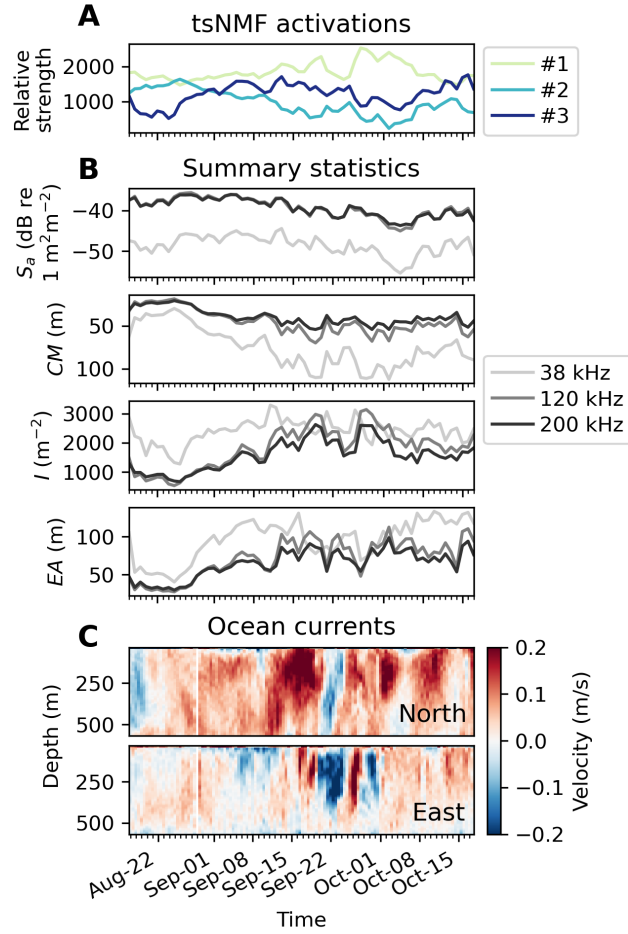 A
tsNMF activations
Relative
strength
2000
1000
#1
#2
#3
B
Summary statistics
S_a (dB re
1 m²m⁻²)
−40
−50
CM (m)
50
100
38 kHz
120 kHz
200 kHz
I (m⁻²)
3000
2000
1000
EA (m)
100
50
C
Ocean currents
Depth (m)
250
500
North
250
500
East
0.2
0.1
0.0
−0.1
−0.2
Velocity (m/s)
Aug-22
Sep-01
Sep-08
Sep-15
Sep-22
Oct-01
Oct-08
Oct-15
Time